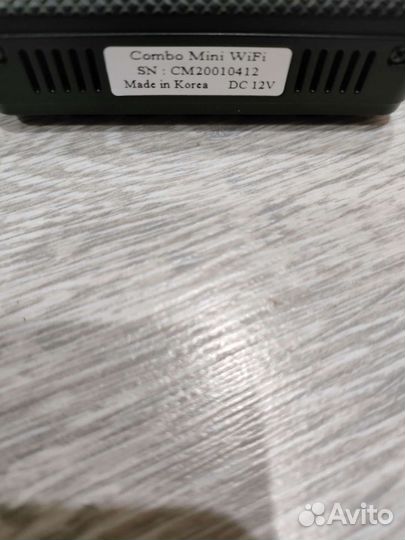 Combo Mini WiFi
SN : CM20010412
Made in Korea DC 12V
Avito